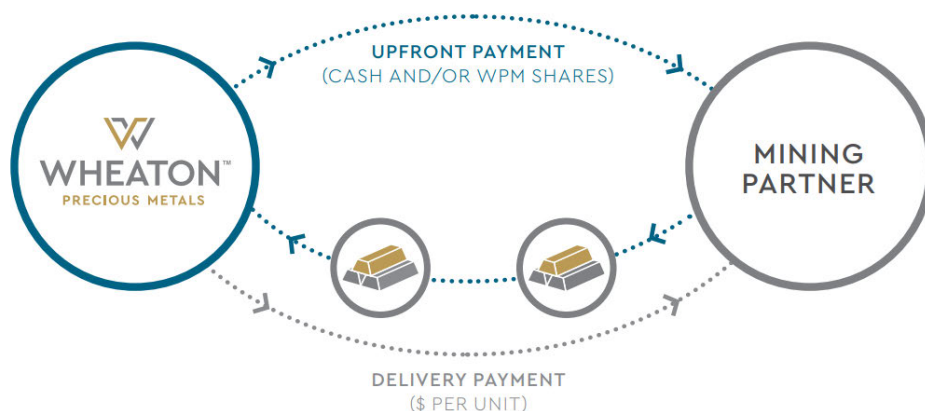 UPFRONT PAYMENT
(CASH AND/OR WPM SHARES)
WHEATON™
PRECIOUS METALS
MINING
PARTNER
DELIVERY PAYMENT
($ PER UNIT)